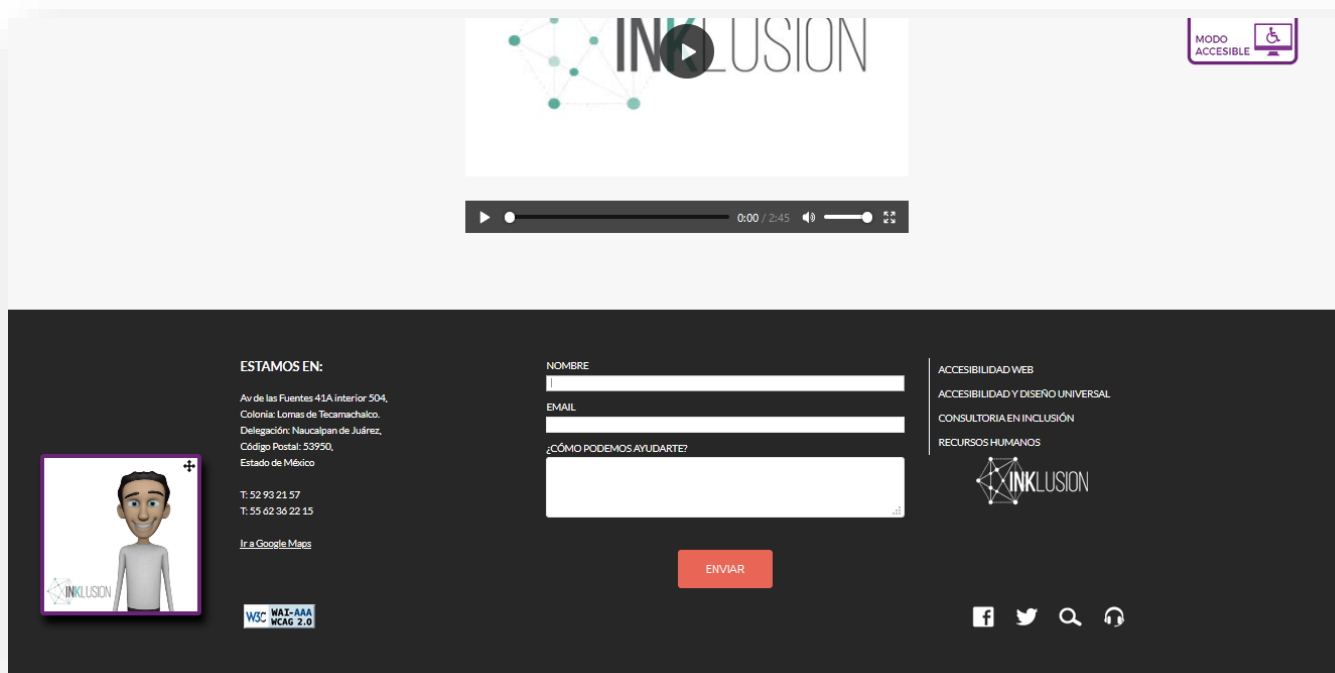 INKLUSION
MODO
ACCESIBLE
0:00 / 2:45
ESTAMOS EN:
Av de las Fuentes 41A interior 504,
Colonia: Lomas de Tecamachalco.
Delegación: Naucalpan de Juárez,
Código Postal: 53950,
Estado de México
T: 52 93 21 57
T: 55 62 36 22 15
Ir a Google Maps
NOMBRE
EMAIL
¿CÓMO PODEMOS AYUDARTE?
ENVIAR
ACCESIBILIDAD WEB
ACCESIBILIDAD Y DISEÑO UNIVERSAL
CONSULTORIA EN INCLUSIÓN
RECURSOS HUMANOS
INKLUSION
INKLUSION
W3C WAI-AAA
WCAG 2.0